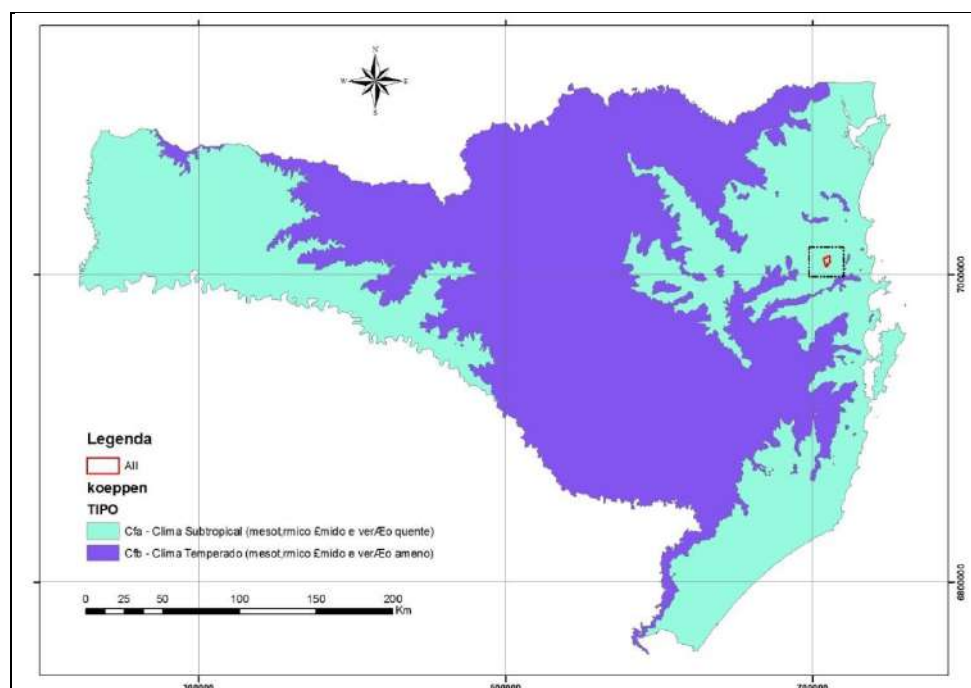 N
W E
S
7000000
Legenda
AII
koeppen
TIPO
Cfa - Clima Subtropical (mesot‚rmico £mido e verÆo quente)
Cfb - Clima Temperado (mesot‚rmico £mido e verÆo ameno)
0 25 50 100 150 200
Km
6800000
300000 500000 700000